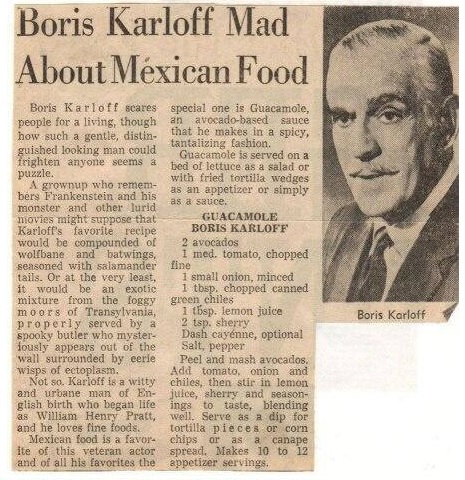 Boris Karloff Mad
About Méxican Food
Boris Karloff scares
people for a living, though
how such a gentle, distin-
guished looking man could
frighten anyone seems a
puzzle.
A grownup who remem-
bers Frankenstein and his
monster and other lurid
movies might suppose that
Karloff's favorite recipe
would be compounded of
wolfbane and batwings,
seasoned with salamander
tails. Or at the very least,
it would be an exotic
mixture from the foggy
moors of Transylvania,
properly served by a
spooky butler who myster-
iously appears out of the
wall surrounded by eerie
wisps of ectoplasm.
Not so. Karloff is a witty
and urbane man of En-
glish birth who began life
as William Henry Pratt,
and he loves fine foods.
Mexican food is a favor-
ite of this veteran actor
and of all his favorites the
special one is Guacamole,
an avocado-based sauce
that he makes in a spicy,
tantalizing fashion.
Guacamole is served on a
bed of lettuce as a salad or
with fried tortilla wedges
as an appetizer or simply
as a sauce.
GUACAMOLE
BORIS KARLOFF
2 avocados
1 med. tomato, chopped
fine
1 small onion, minced
1 tbsp. chopped canned
green chiles
1 tbsp. lemon juice
2 tsp. sherry
Dash cayenne, optional
Salt, pepper
Peel and mash avocados.
Add tomato, onion and
chiles, then stir in lemon
juice, sherry and season-
ings to taste, blending
well. Serve as a dip for
tortilla pieces or corn
chips or as a canape
spread. Makes 10 to 12
appetizer servings.
Boris Karloff